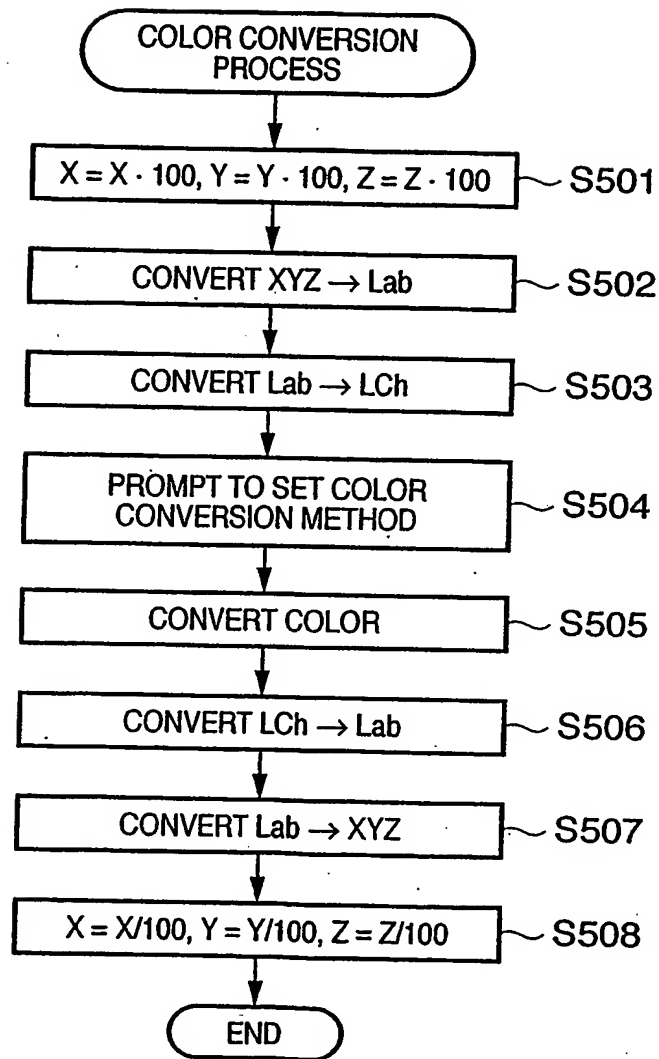 COLOR CONVERSION
PROCESS
X = X · 100, Y = Y · 100, Z = Z · 100
S501
CONVERT XYZ → Lab
S502
CONVERT Lab → LCh
S503
PROMPT TO SET COLOR
CONVERSION METHOD
S504
CONVERT COLOR
S505
CONVERT LCh → Lab
S506
CONVERT Lab → XYZ
S507
X = X/100, Y = Y/100, Z = Z/100
S508
END